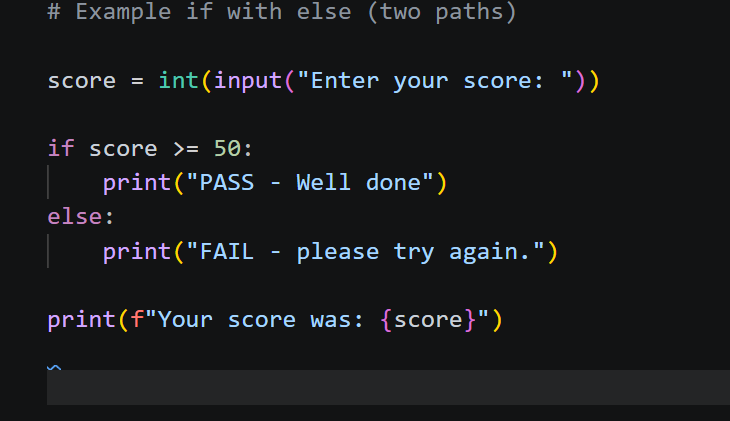 # Example if with else (two paths)
score = int(input("Enter your score: "))
if score >= 50:
    print("PASS - Well done")
else:
    print("FAIL - please try again.")
print(f"Your score was: {score}")